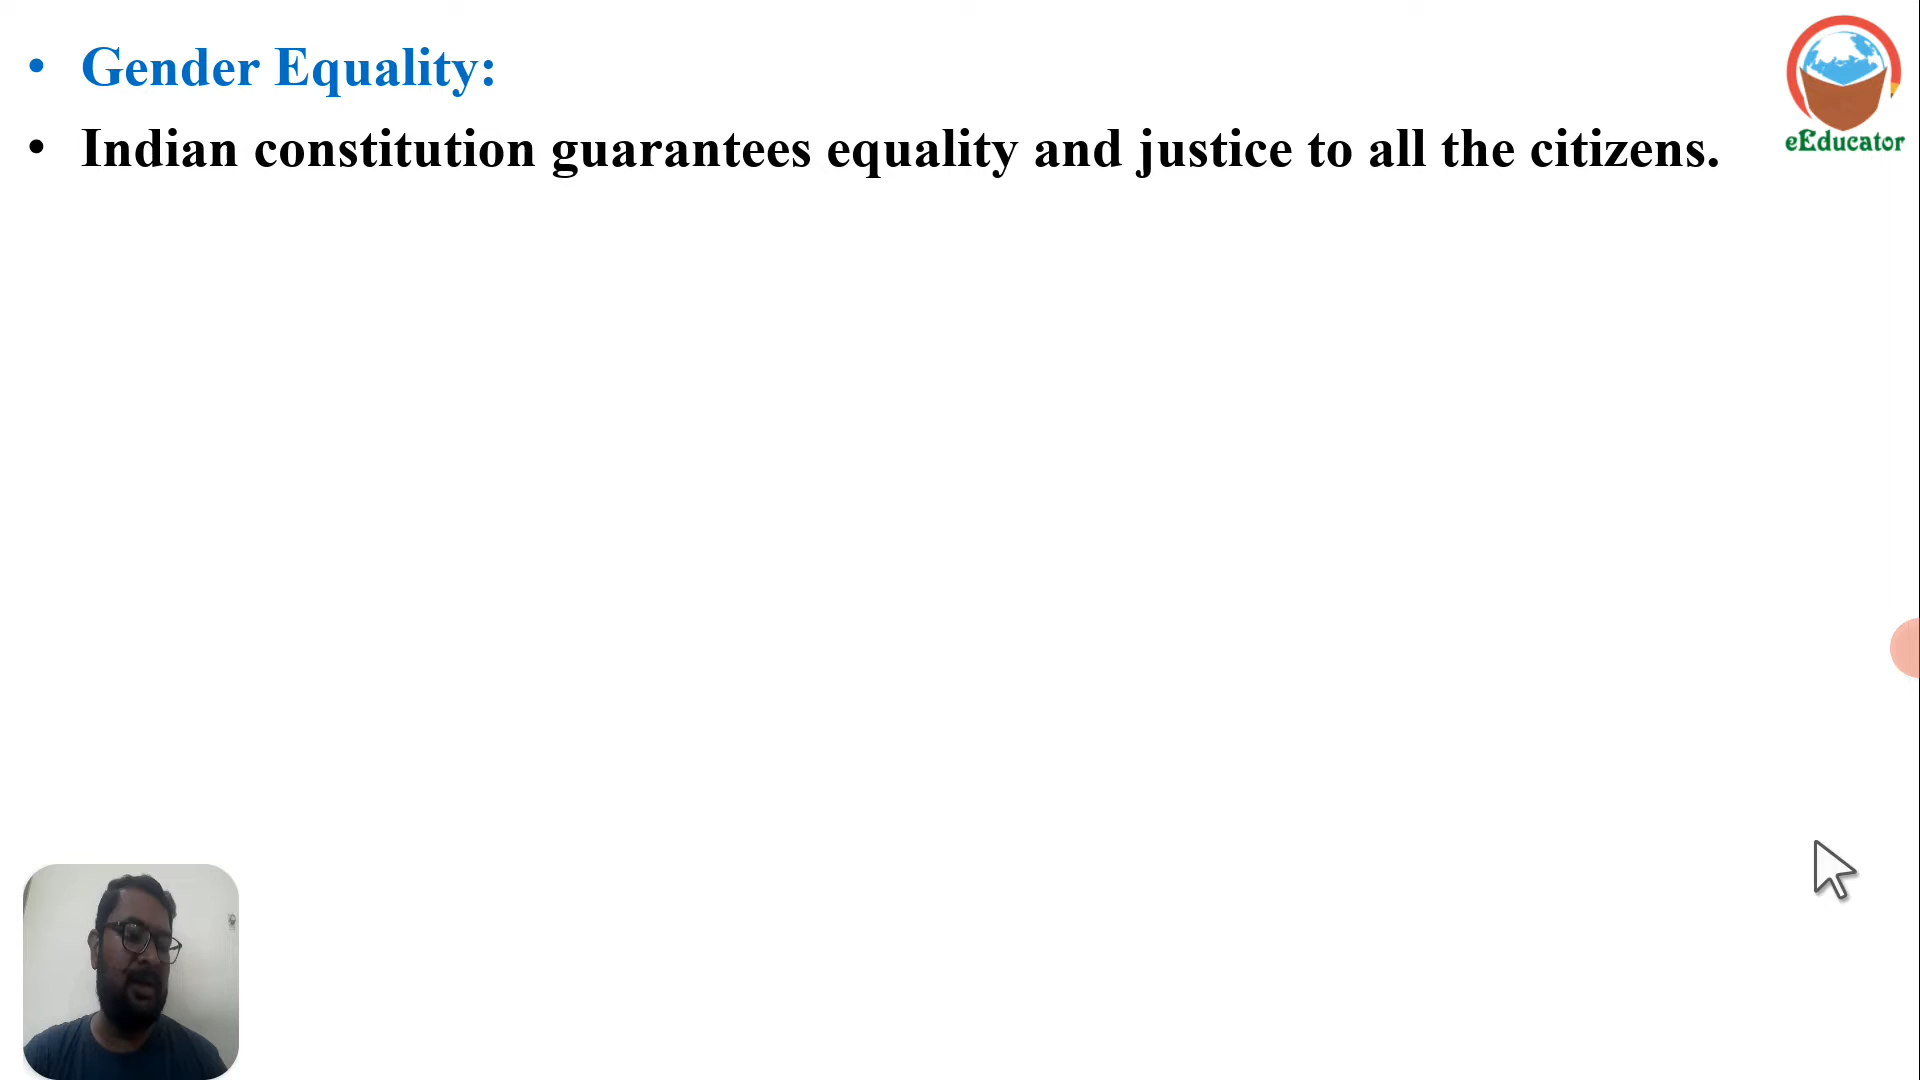 • Gender Equality:
• Indian constitution guarantees equality and justice to all the citizens.
eEducator